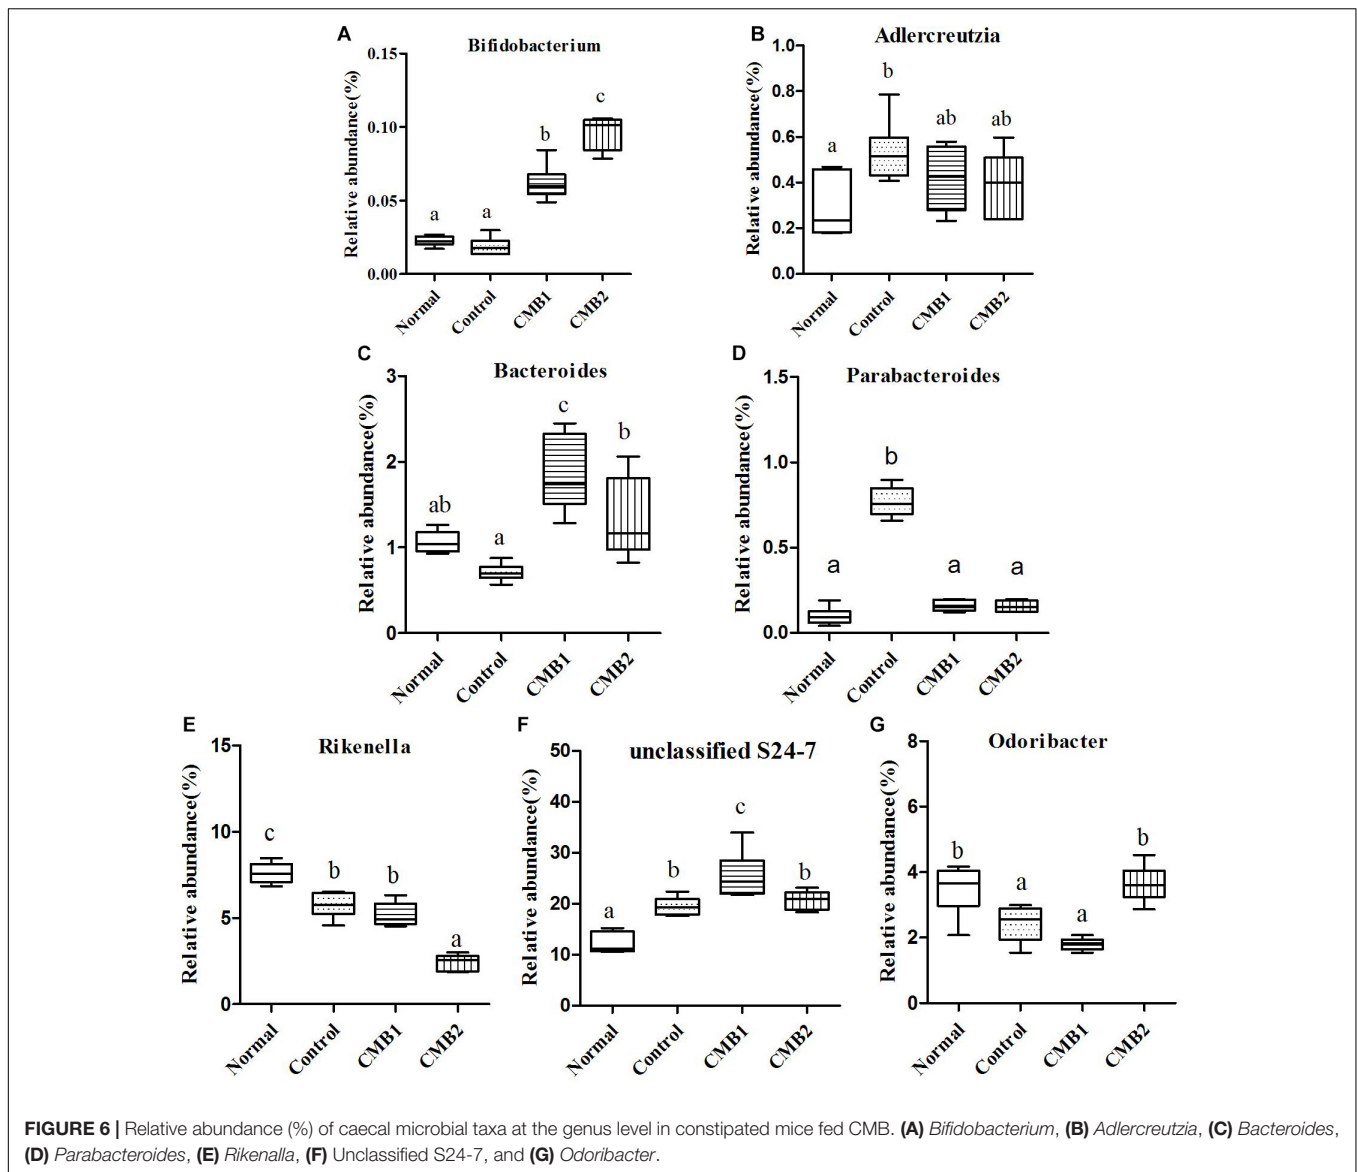 A
Bifidobacterium
Relative abundance(%)
0.15
0.10
0.05
0.00
a
a
b
c
Normal
Control
CMB1
CMB2
B
Adlercreutzia
Relative abundance(%)
1.0
0.8
0.6
0.4
0.2
0.0
a
b
ab
ab
Normal
Control
CMB1
CMB2
C
Bacteroides
Relative abundance(%)
3
2
1
0
ab
a
c
b
Normal
Control
CMB1
CMB2
D
Parabacteroides
Relative abundance(%)
1.5
1.0
0.5
0.0
a
b
a
a
Normal
Control
CMB1
CMB2
E
Rikenella
Relative abundance(%)
15
10
5
0
c
b
b
a
Normal
Control
CMB1
CMB2
F
unclassified S24-7
Relative abundance(%)
50
40
30
20
10
0
a
b
c
b
Normal
Control
CMB1
CMB2
G
Odoribacter
Relative abundance(%)
8
6
4
2
0
b
a
a
b
Normal
Control
CMB1
CMB2
FIGURE 6 | Relative abundance (%) of caecal microbial taxa at the genus level in constipated mice fed CMB. (A) Bifidobacterium, (B) Adlercreutzia, (C) Bacteroides,
(D) Parabacteroides, (E) Rikenalla, (F) Unclassified S24-7, and (G) Odoribacter.